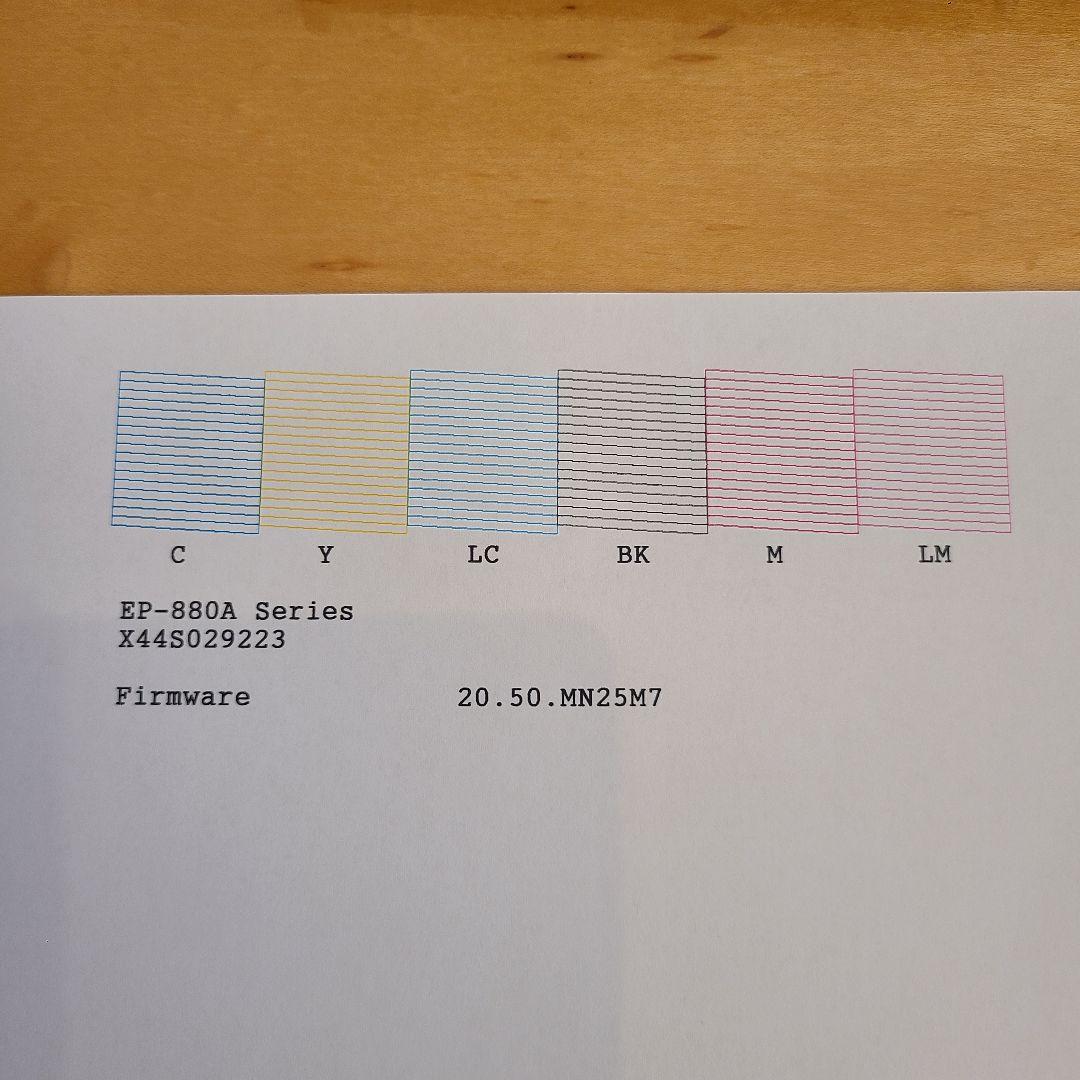 C Y LC BK M LM
EP-880A Series
X44S029223
Firmware 20.50.MN25M7